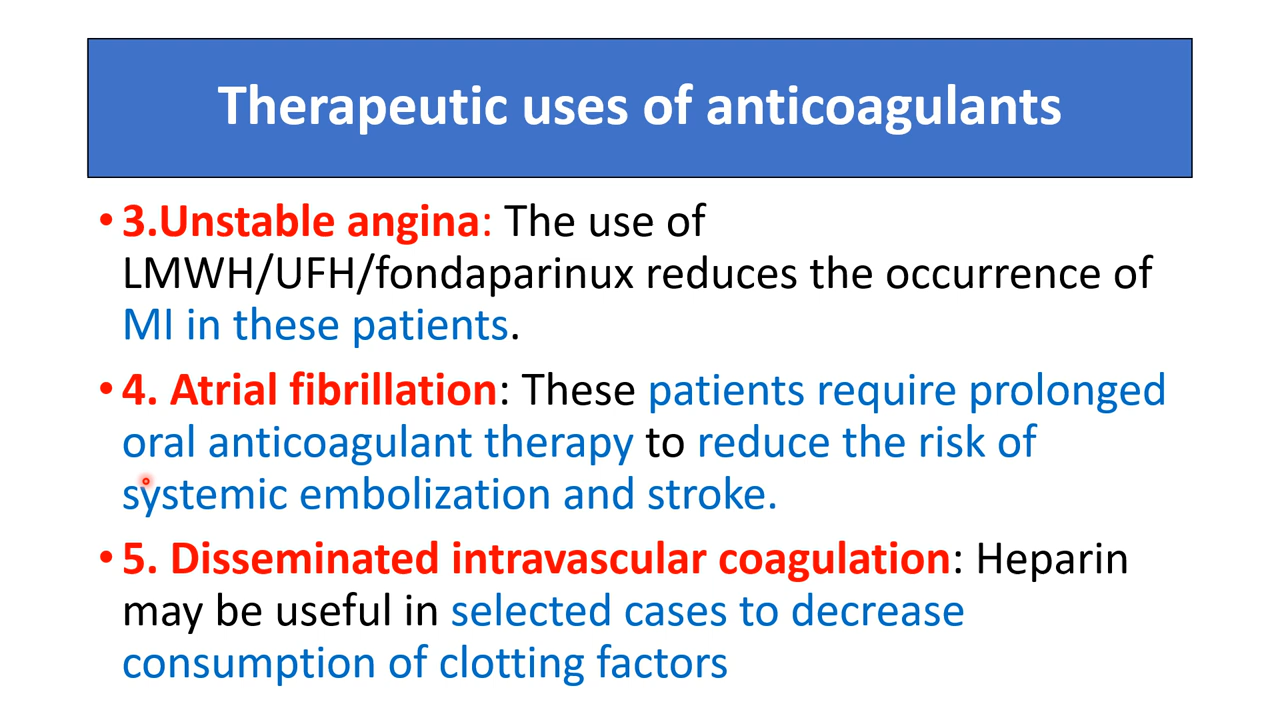 Therapeutic uses of anticoagulants
• 3.Unstable angina: The use of
LMWH/UFH/fondaparinux reduces the occurrence of
MI in these patients.
• 4. Atrial fibrillation: These patients require prolonged
oral anticoagulant therapy to reduce the risk of
systemic embolization and stroke.
• 5. Disseminated intravascular coagulation: Heparin
may be useful in selected cases to decrease
consumption of clotting factors